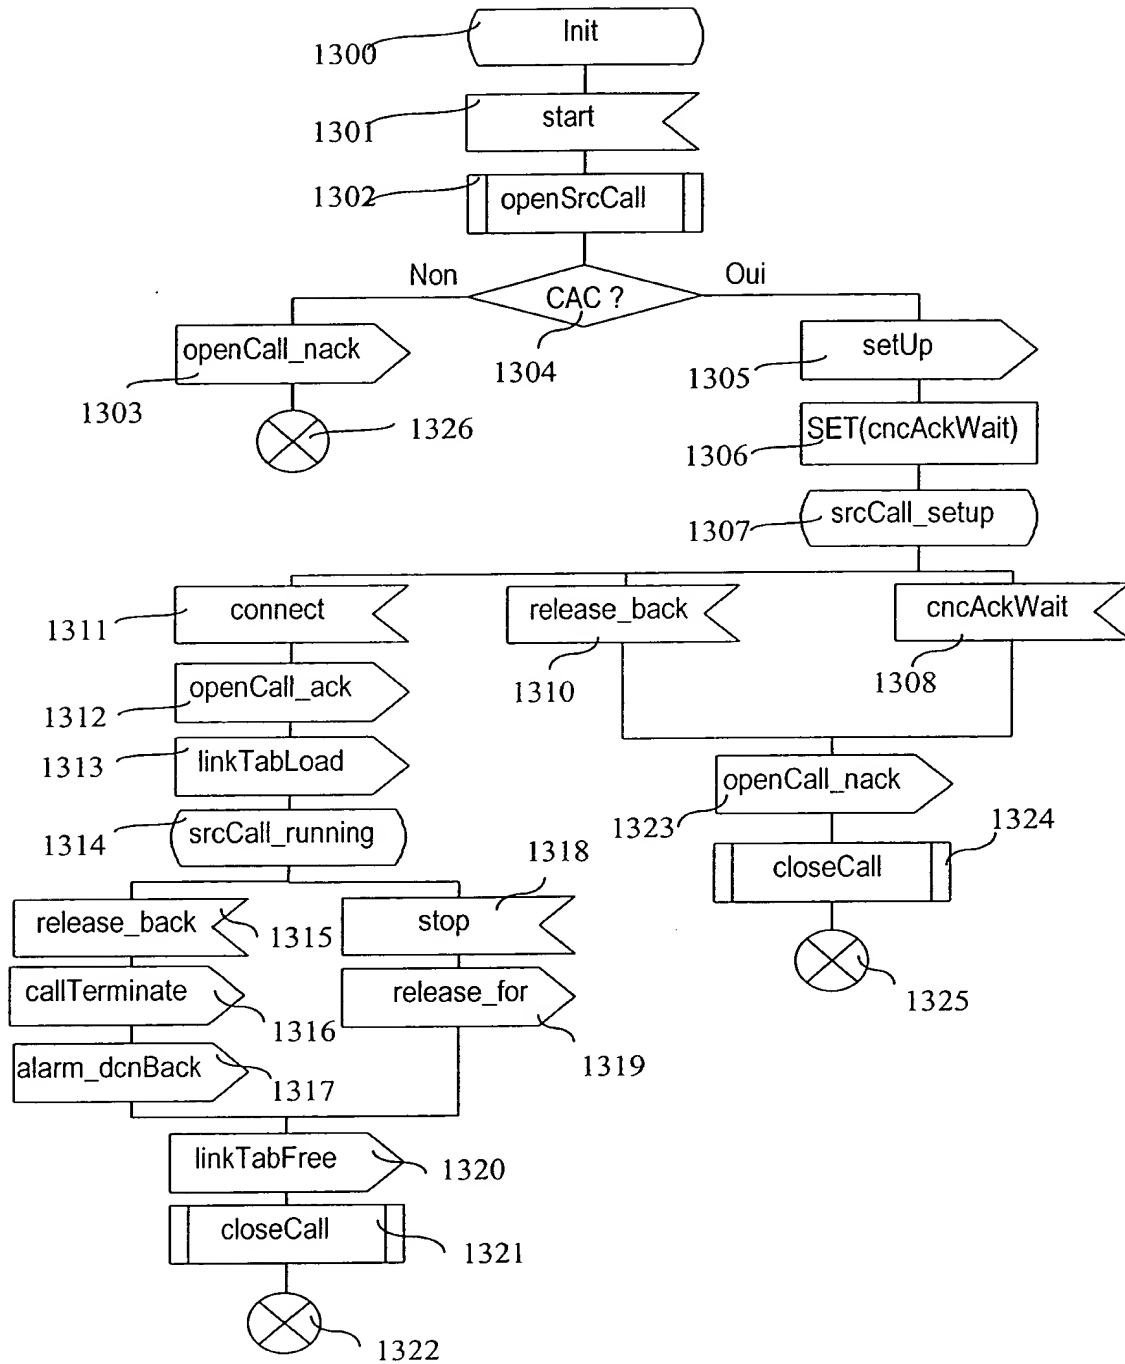 Init
1300
start
1301
1302
openSrcCall
Non
Oui
CAC ?
openCall_nack
setUp
1304
1305
1303
1326
SET(cncAckWait)
1306
srcCall_setup
1307
connect
release_back
cncAckWait
1311
1310
1308
openCall_ack
1312
linkTabLoad
1313
openCall_nack
srcCall_running
1314
1323
1324
1318
closeCall
release_back
1315
stop
callTerminate
release_for
1316
1325
1319
alarm_dcnBack
1317
linkTabFree
1320
closeCall
1321
1322